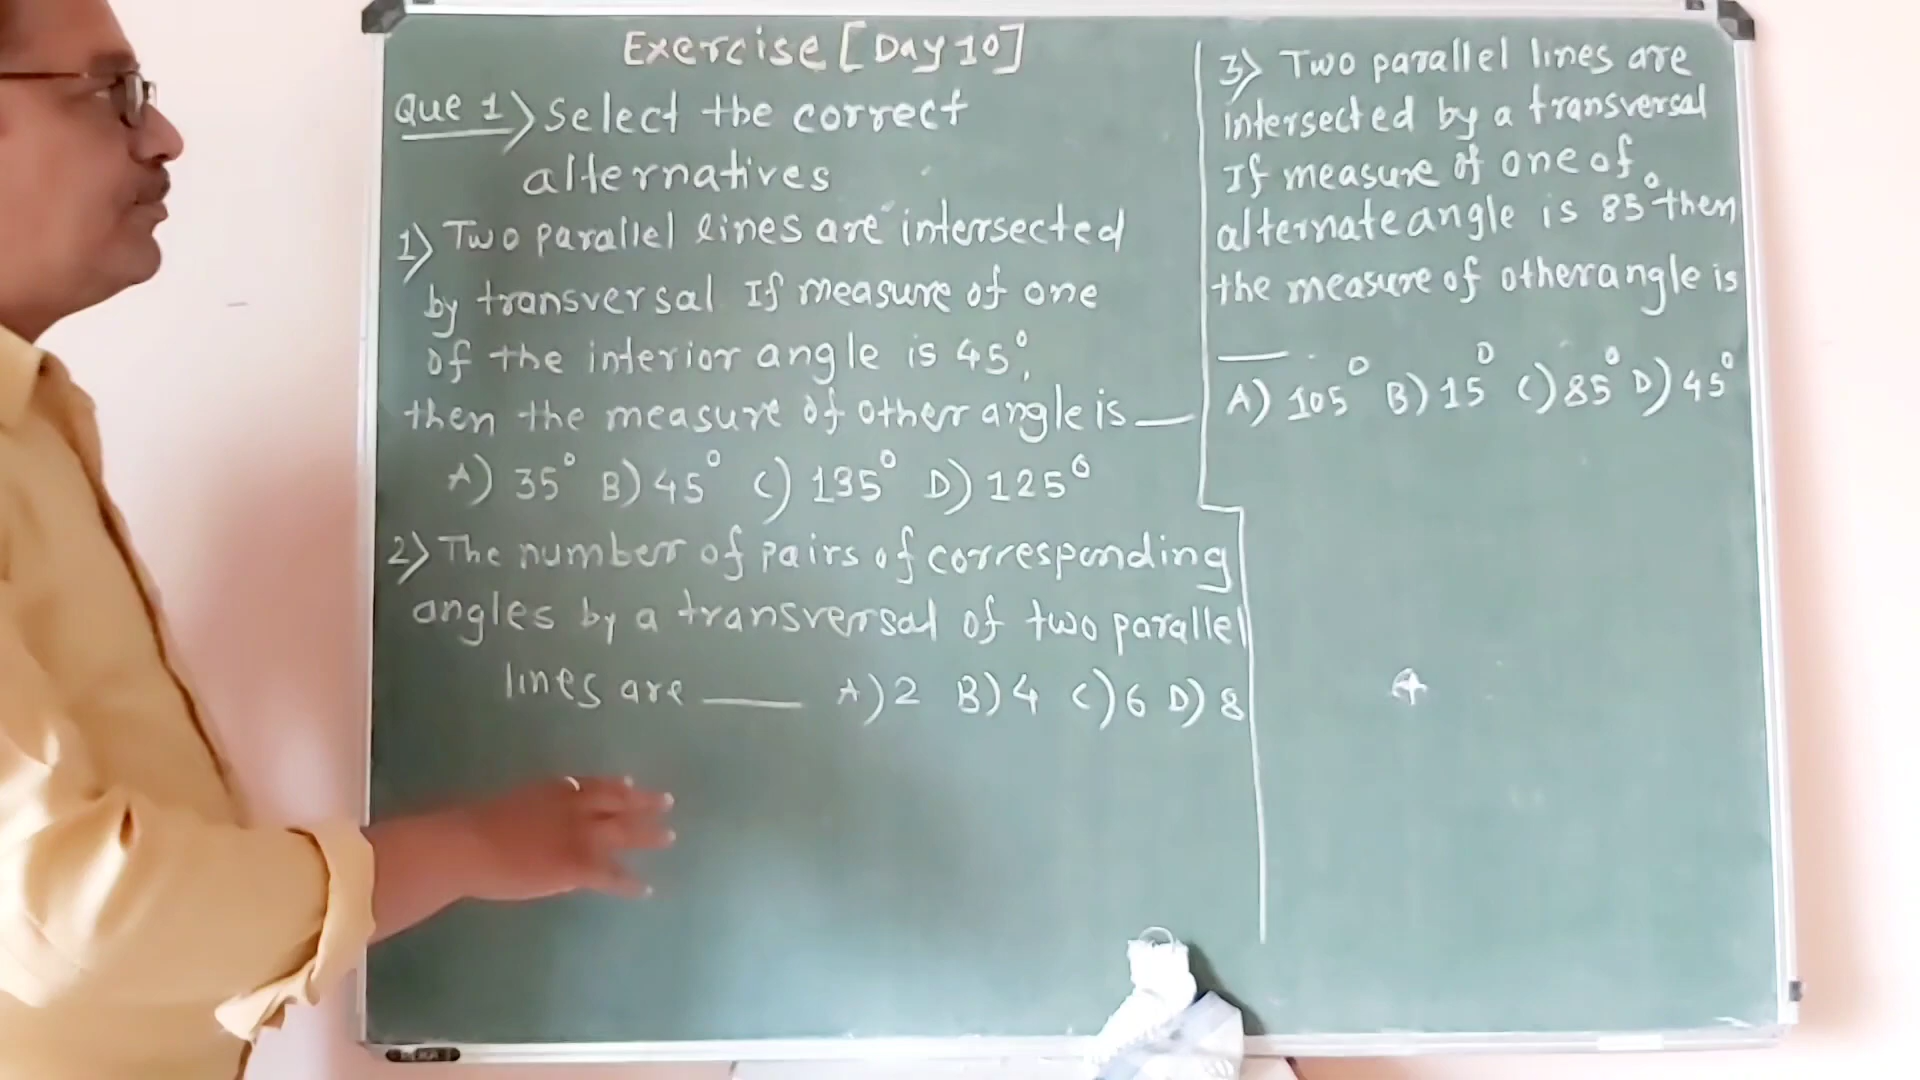 Exercise [Day 10]
Que 1) Select the correct
alternatives
1) Two parallel lines are intersected
by transversal If measure of one
of the interior angle is 45°,
then the measure of other angle is __
A) 35° B) 45° C) 135° D) 125°
2) The number of pairs of corresponding
angles by a transversal of two parallel
lines are __ A) 2 B) 4 C) 6 D) 8
3) Two parallel lines are
intersected by a transversal
If measure of one of
alternate angle is 85° then
the measure of other angle is
__.
A) 105° B) 15° C) 85° D) 45°